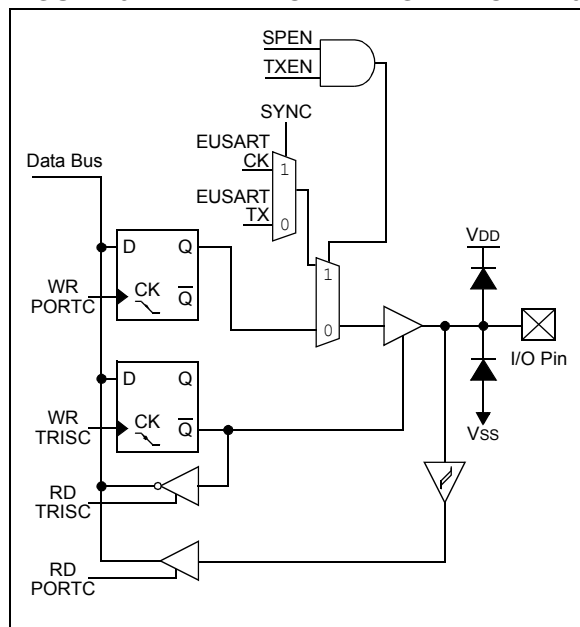 SPEN
TXEN
SYNC
EUSART
CK
1
Data Bus
EUSART
TX
0
D Q
VDD
1
WR
PORTC
CK
Q
0
I/O Pin
D Q
WR
TRISC
CK
Q
VSS
RD
TRISC
RD
PORTC